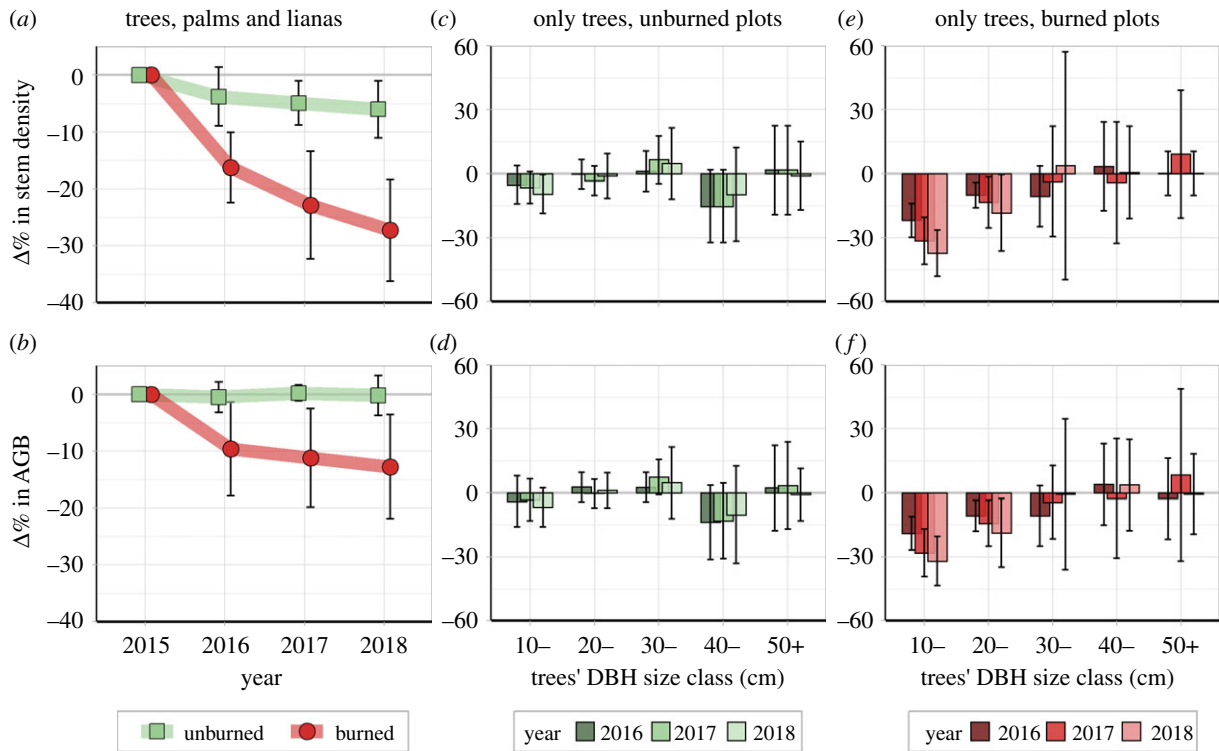 (a) trees, palms and lianas
Δ% in stem density
0
–10
–20
–30
–40
(b)
Δ% in AGB
0
–10
–20
–30
–40
2015 2016 2017 2018
year
unburned burned
(c) only trees, unburned plots
60
30
0
–30
–60
(d)
60
30
0
–30
–60
10– 20– 30– 40– 50+
trees' DBH size class (cm)
year 2016 2017 2018
(e) only trees, burned plots
60
30
0
–30
–60
(f)
60
30
0
–30
–60
10– 20– 30– 40– 50+
trees' DBH size class (cm)
year 2016 2017 2018